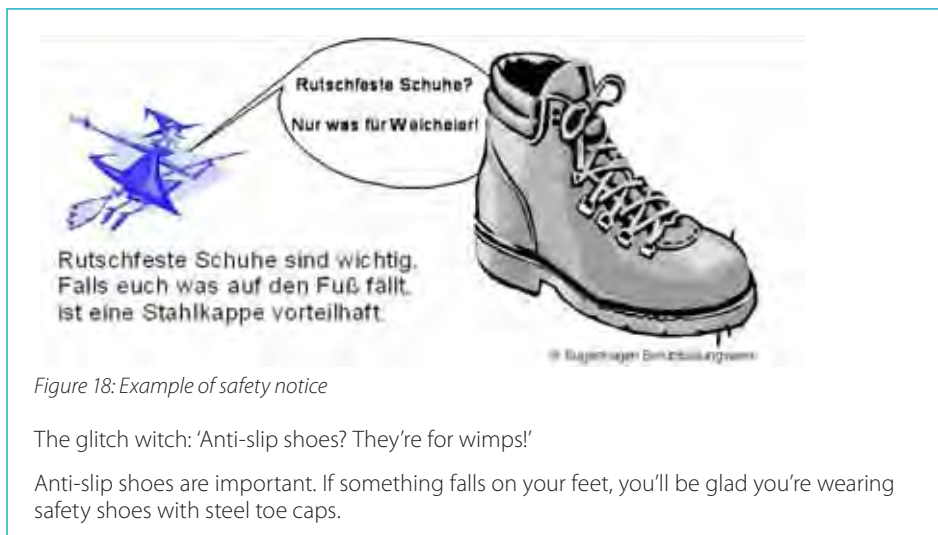 Rutschfeste Schuhe?
Nur was für Weicheier!
Rutschfeste Schuhe sind wichtig.
Falls euch was auf den Fuß fällt,
ist eine Stahlkappe vorteilhaft.
© Bugenhagen Berufsbildungswerk
Figure 18: Example of safety notice
The glitch witch: ‘Anti-slip shoes? They’re for wimps!’
Anti-slip shoes are important. If something falls on your feet, you’ll be glad you’re wearing
safety shoes with steel toe caps.